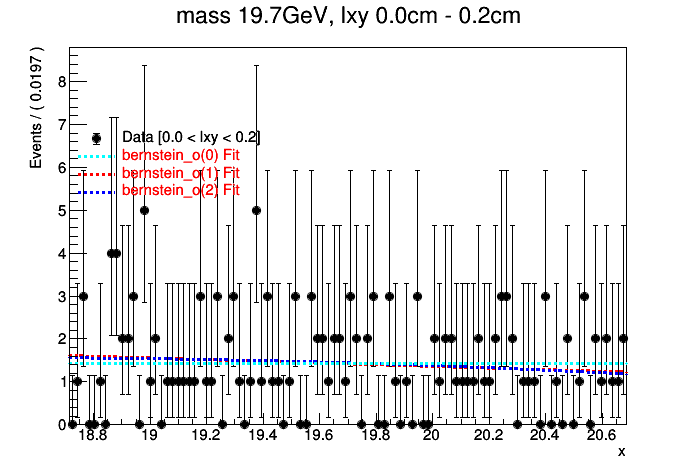 mass 19.7GeV, lxy 0.0cm - 0.2cm
Events / ( 0.0197 )
8
7
Data [0.0 < lxy < 0.2]
bernstein_o(0) Fit
6
bernstein_o(1) Fit
bernstein_o(2) Fit
5
4
3
2
1
0
18.8 19 19.2 19.4 19.6 19.8 20 20.2 20.4 20.6
x